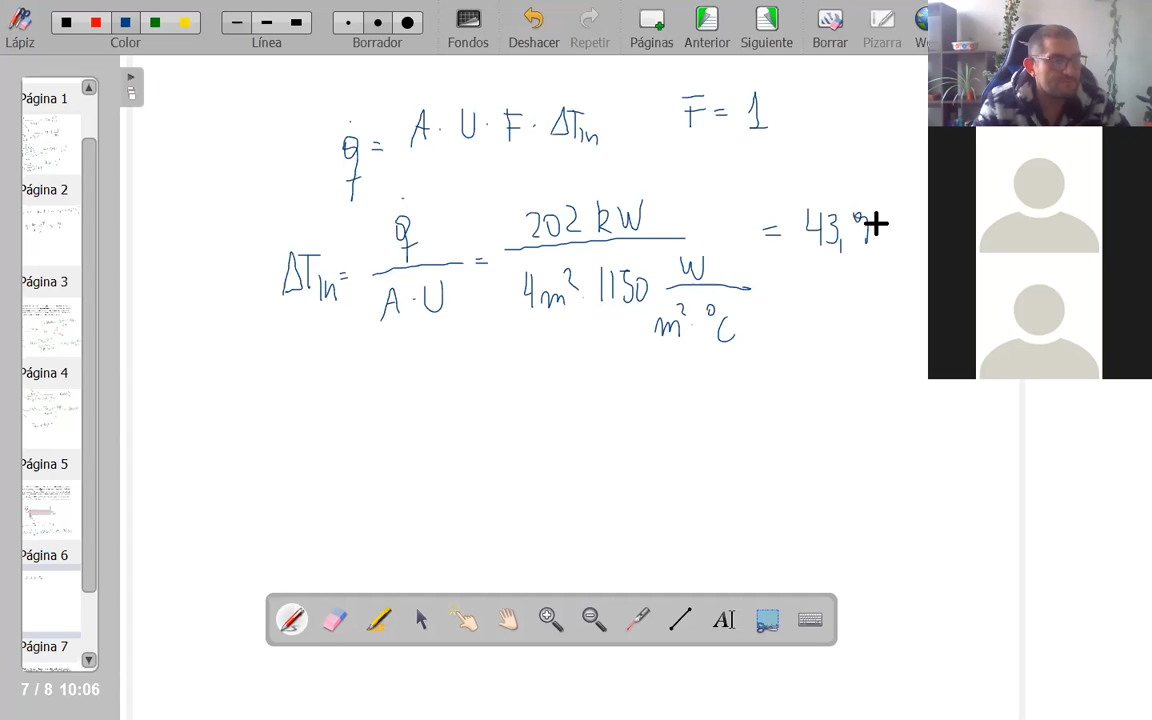 Lápiz
Color
Línea
Borrador
Fondos
Deshacer
Repetir
Páginas
Anterior
Siguiente
Borrar
Pizarra
Página 1
Página 2
Página 3
Página 4
Página 5
Página 6
Página 7
7 / 8 10:06
q̇ = A · U · F · ΔTln
F = 1
ΔTln = q̇ / A · U = 202 kW / 4m² · 1150 W / m² · °C = 43,9
A